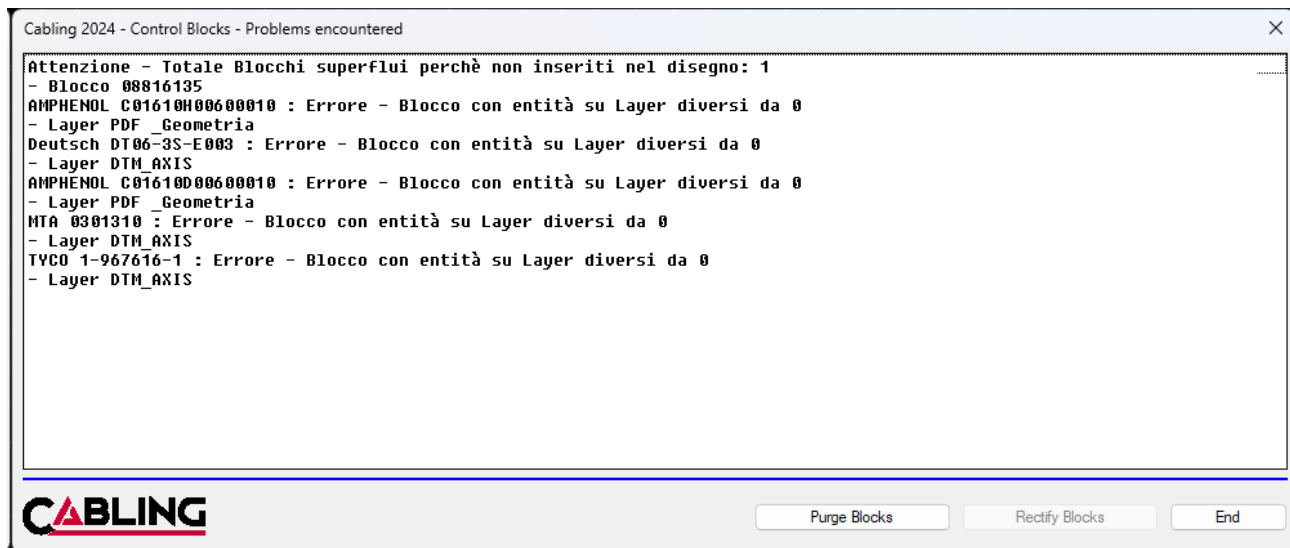 Cabling 2024 - Control Blocks - Problems encountered
Attenzione - Totale Blocchi superflui perchè non inseriti nel disegno: 1
- Blocco 08816135
AMPHENOL C01610H00600010 : Errore - Blocco con entità su Layer diversi da 0
- Layer PDF _Geometria
Deutsch DT06-3S-E003 : Errore - Blocco con entità su Layer diversi da 0
- Layer DTM_AXIS
AMPHENOL C01610D00600010 : Errore - Blocco con entità su Layer diversi da 0
- Layer PDF _Geometria
MTA 0301310 : Errore - Blocco con entità su Layer diversi da 0
- Layer DTM_AXIS
TYCO 1-967616-1 : Errore - Blocco con entità su Layer diversi da 0
- Layer DTM_AXIS
CABLING
Purge Blocks
Rectify Blocks
End